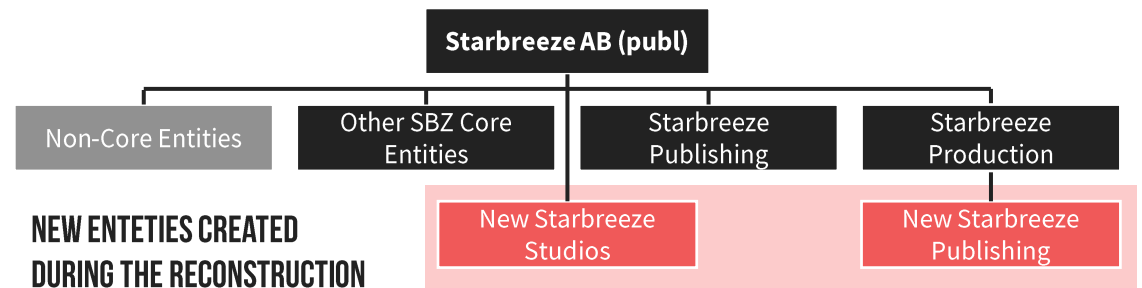 Starbreeze AB (publ)
Non-Core Entities
Other SBZ Core
Entities
Starbreeze
Publishing
Starbreeze
Production
New Starbreeze
Studios
New Starbreeze
Publishing
NEW ENTETIES CREATED
DURING THE RECONSTRUCTION